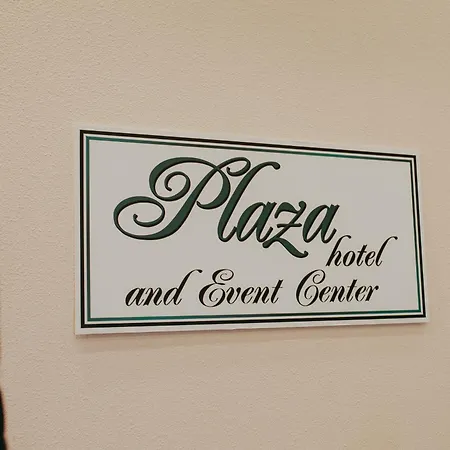 Plaza
hotel
and Event Center